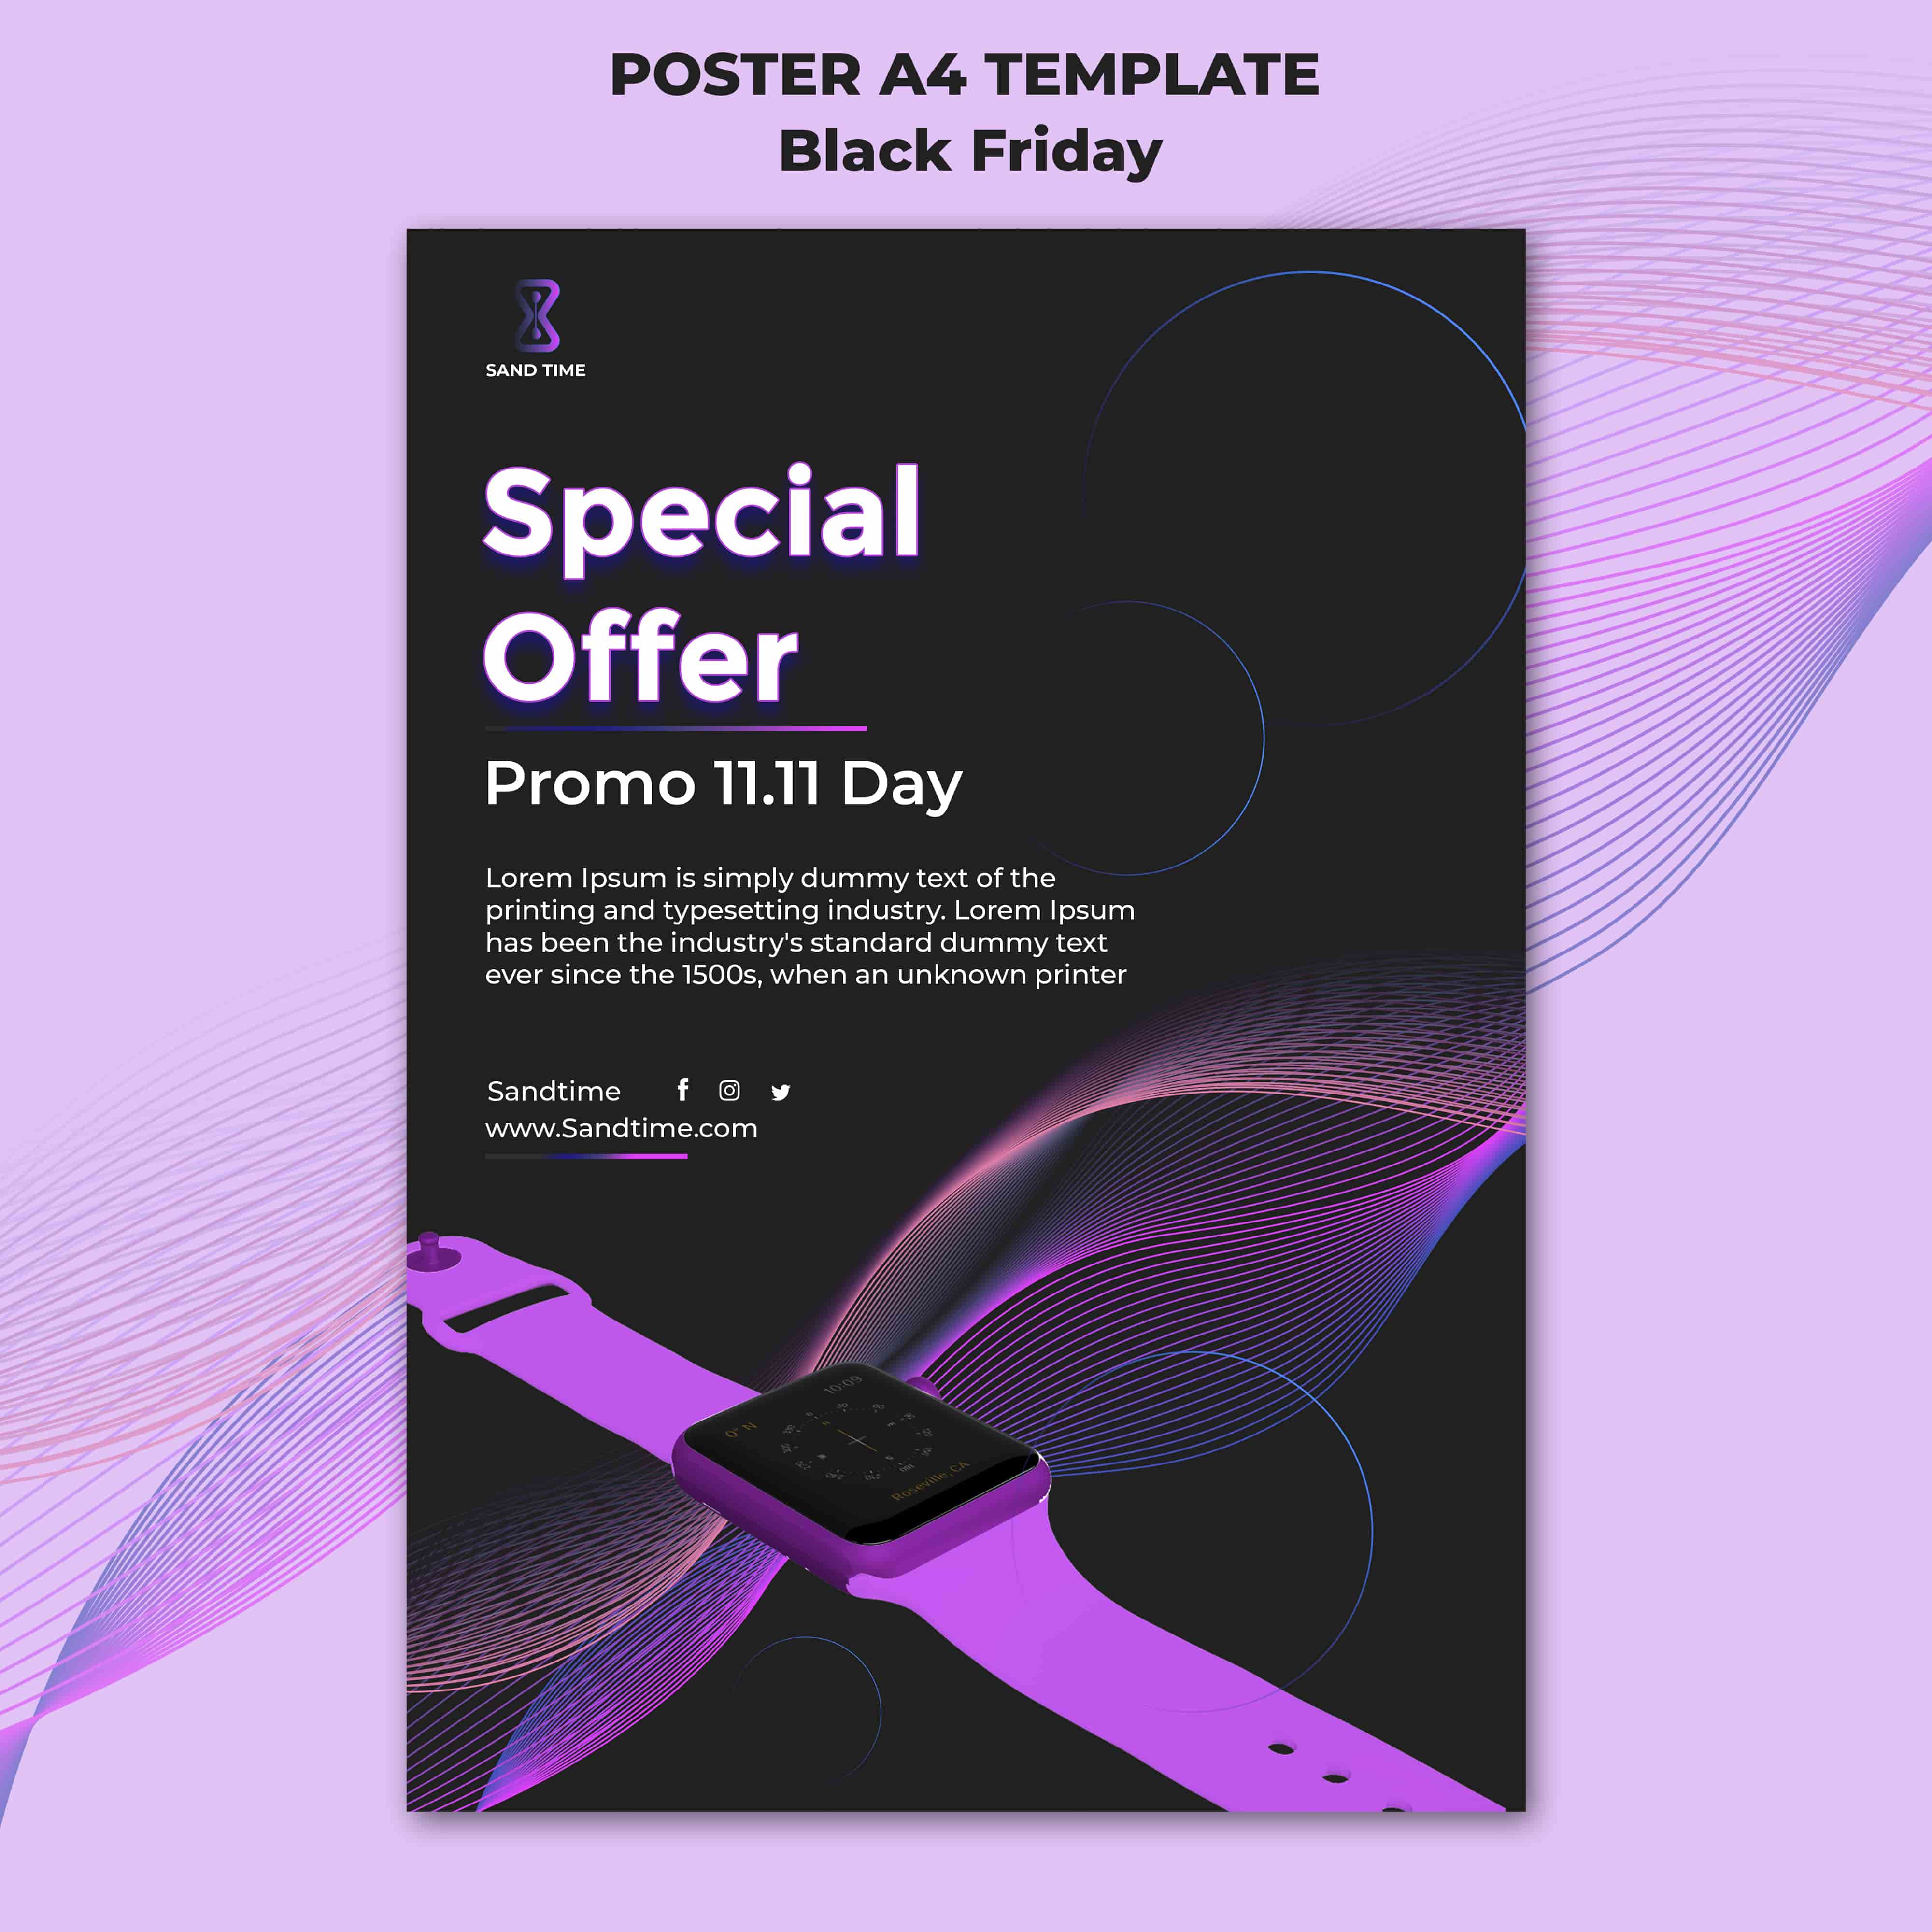 POSTER A4 TEMPLATE
Black Friday
SAND TIME
Special
Offer
Promo 11.11 Day
Lorem Ipsum is simply dummy text of the
printing and typesetting industry. Lorem Ipsum
has been the industry's standard dummy text
ever since the 1500s, when an unknown printer
Sandtime
www.Sandtime.com
10:09
0° N
Roseville, CA